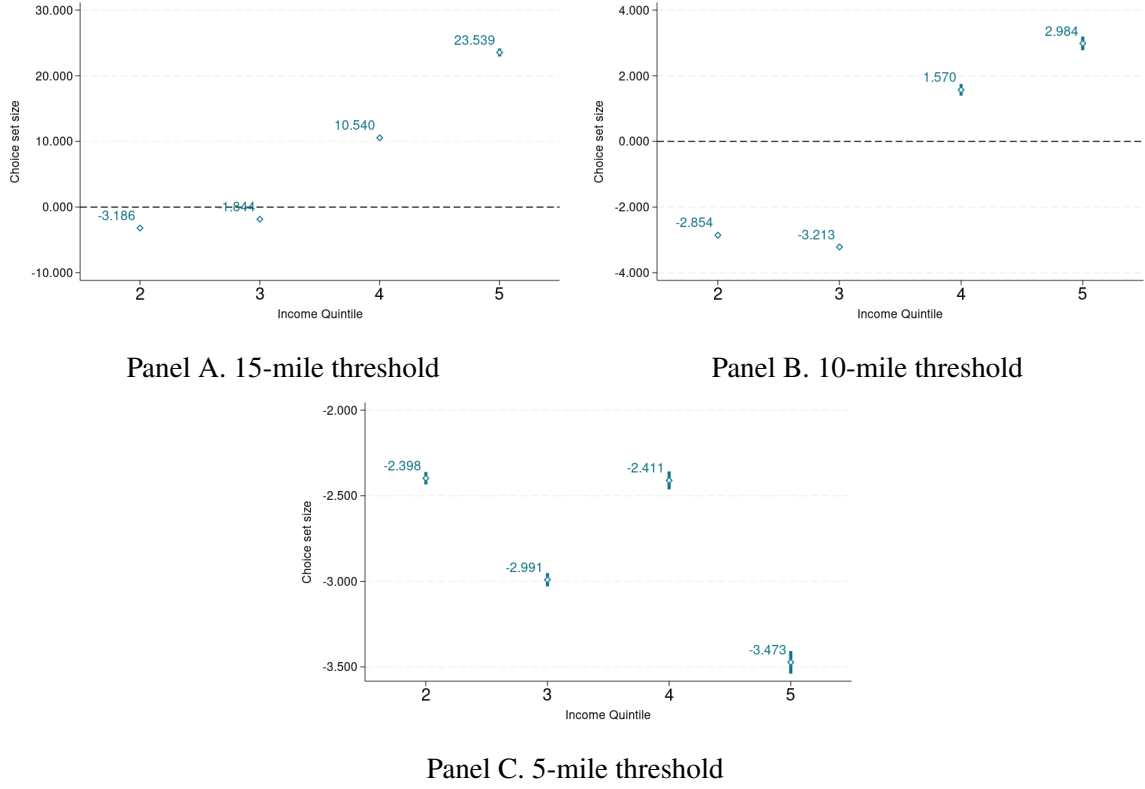 30.000
20.000
10.000
0.000
-10.000
Choice set size
-3.186
-1.844
10.540
23.539
2 3 4 5
Income Quintile
Panel A. 15-mile threshold
4.000
2.000
0.000
-2.000
-4.000
Choice set size
-2.854
-3.213
1.570
2.984
2 3 4 5
Income Quintile
Panel B. 10-mile threshold
-2.000
-2.500
-3.000
-3.500
Choice set size
-2.398
-2.991
-2.411
-3.473
2 3 4 5
Income Quintile
Panel C. 5-mile threshold